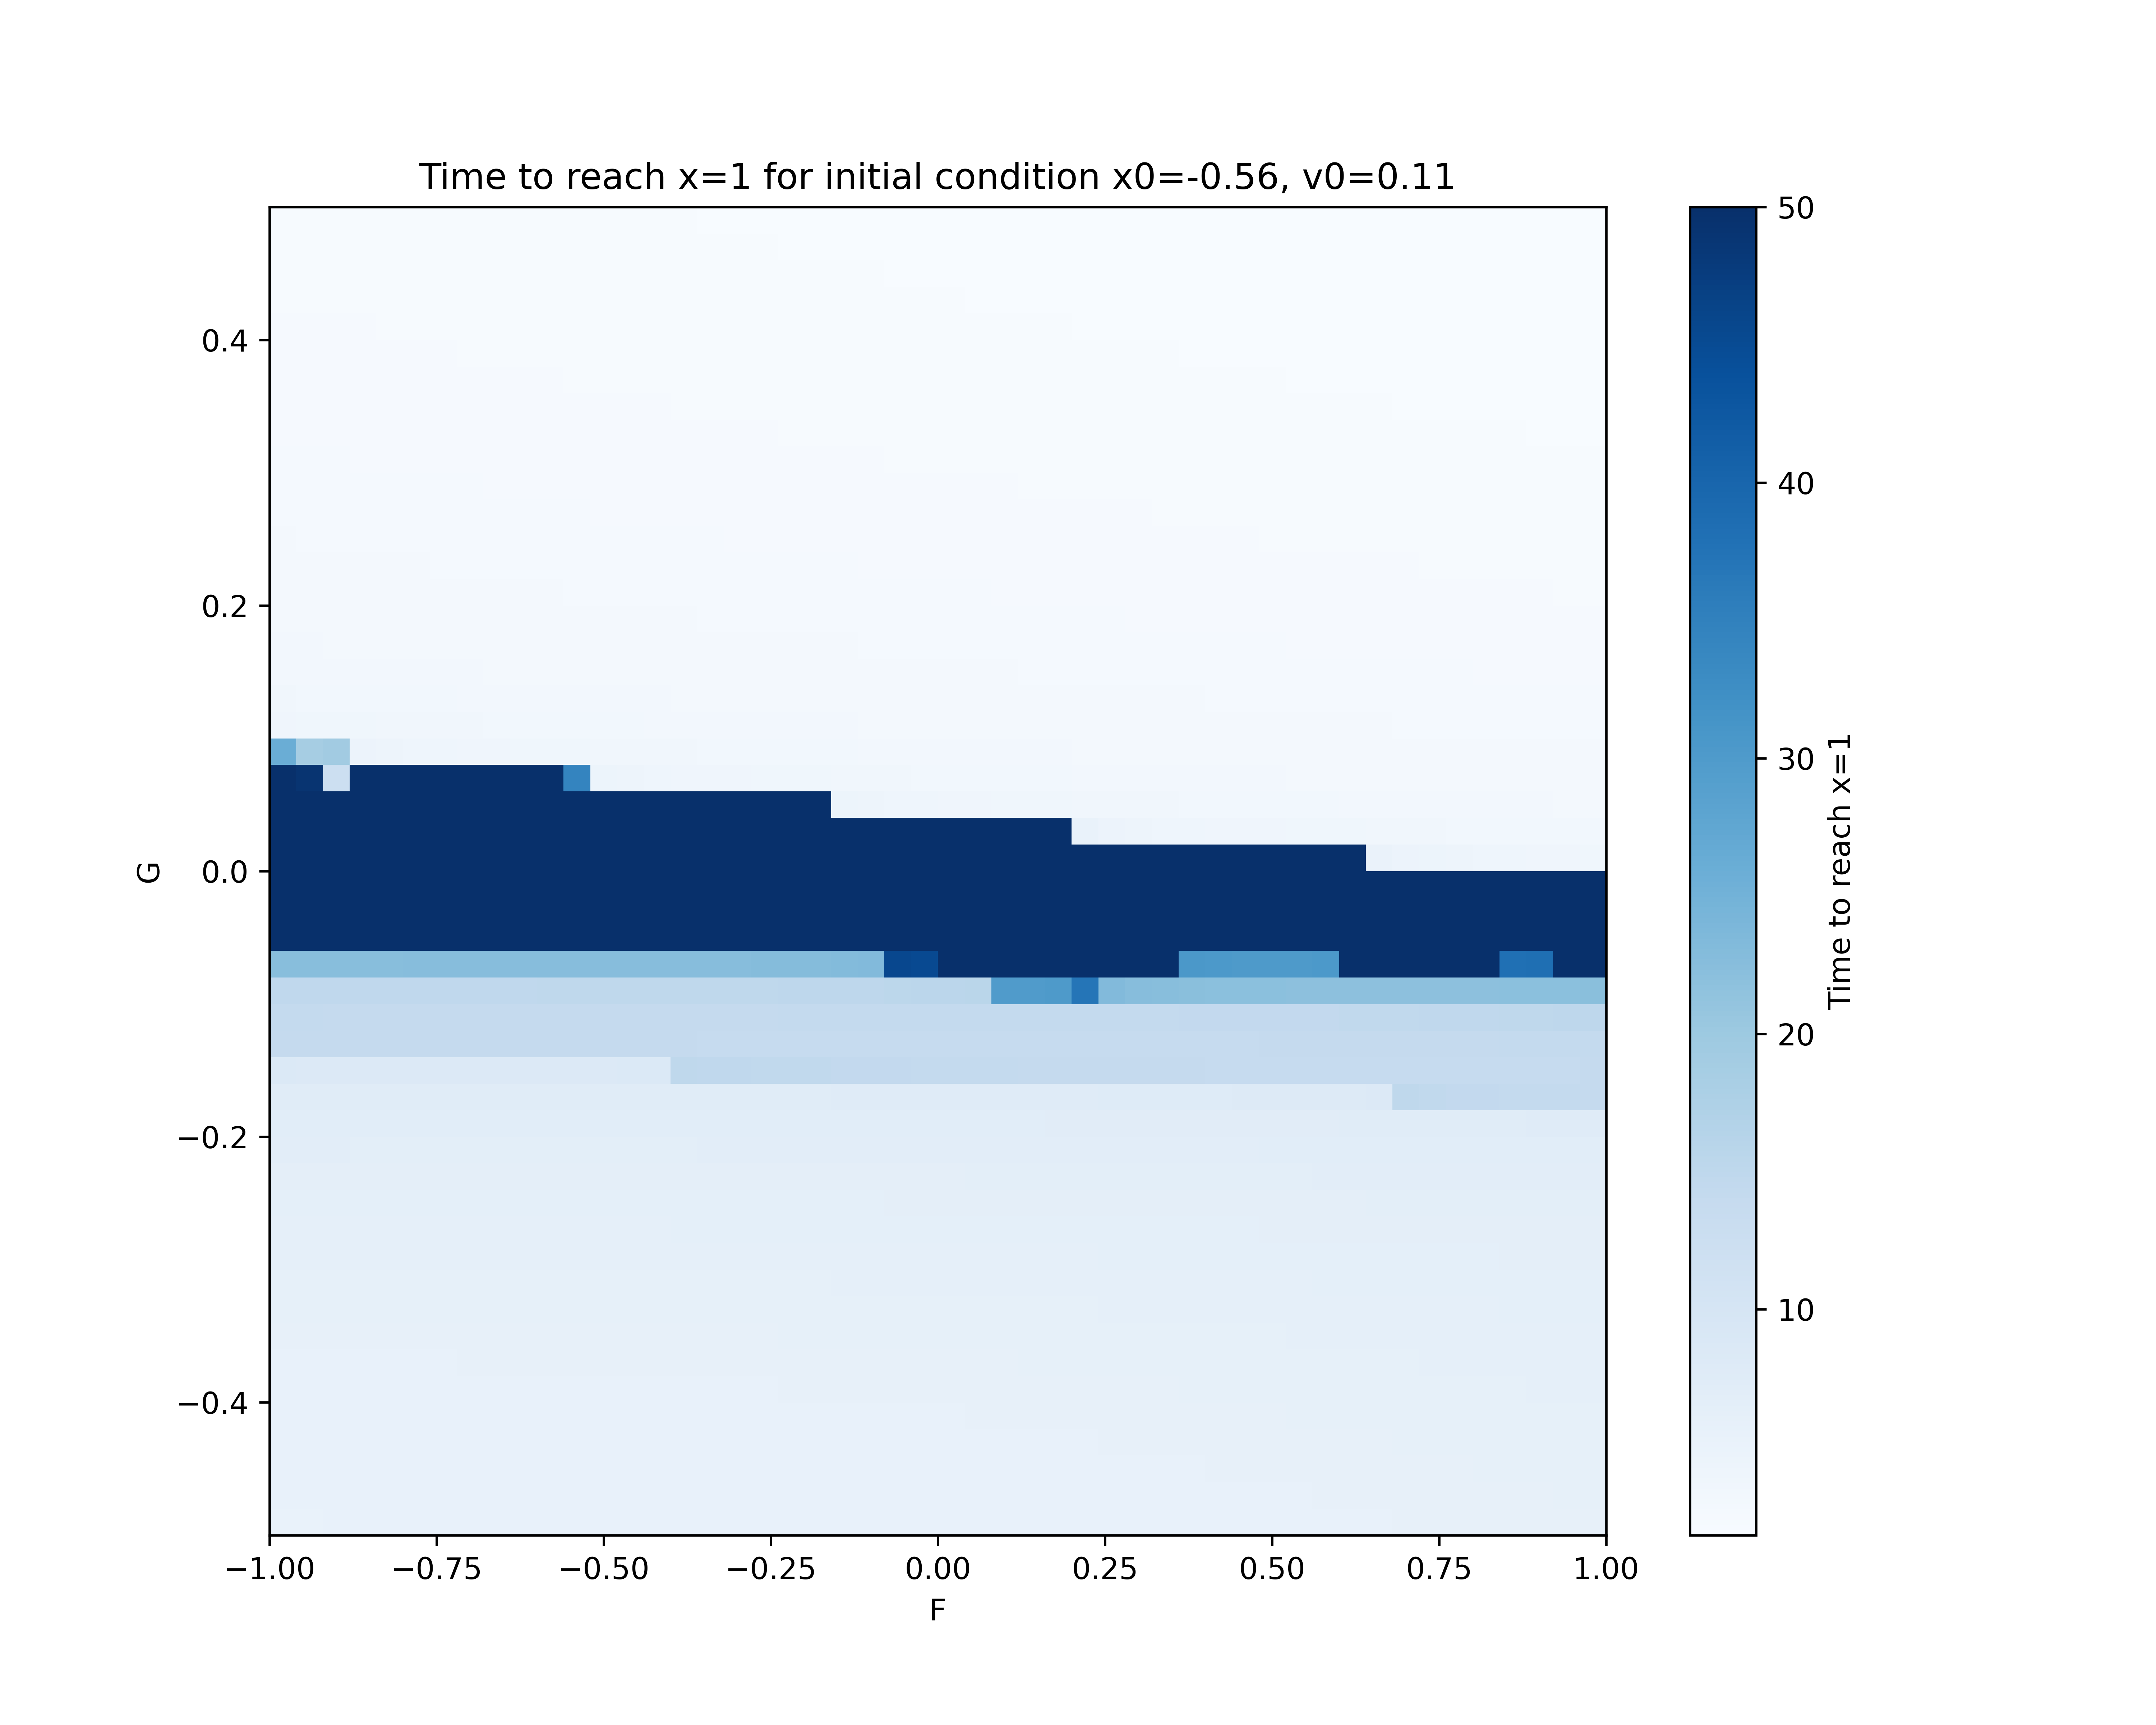 Time to reach x=1 for initial condition x0=-0.56, v0=0.11
50
40
30
20
10
Time to reach x=1
0.4
0.2
0.0
−0.2
−0.4
G
−1.00 −0.75 −0.50 −0.25 0.00 0.25 0.50 0.75 1.00
F